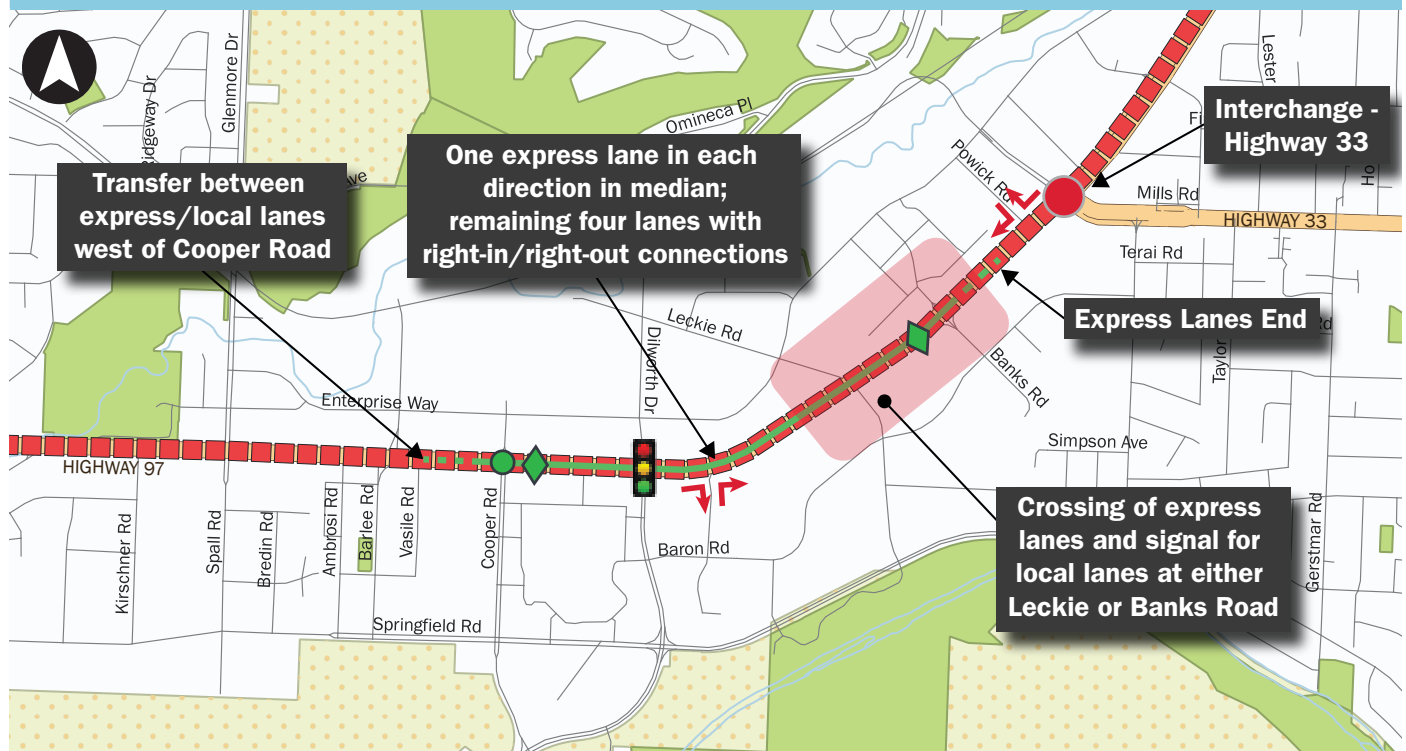 Ridgeway Dr
Glenmore Dr
Lester
Omineca Pl
Interchange -
Highway 33
One express lane in each
direction in median;
remaining four lanes with
right-in/right-out connections
Transfer between
express/local lanes
west of Cooper Road
Powick Rd
Mills Rd
HIGHWAY 33
Terai Rd
Express Lanes End
Rd
Leckie Rd
Dilworth Dr
Banks Rd
Taylor
Enterprise Way
Simpson Ave
HIGHWAY 97
Kirschner Rd
Spall Rd
Bredin Rd
Ambrosi Rd
Barlee Rd
Vasile Rd
Cooper Rd
Baron Rd
Gerstmar Rd
Crossing of express
lanes and signal for
local lanes at either
Leckie or Banks Road
Springfield Rd